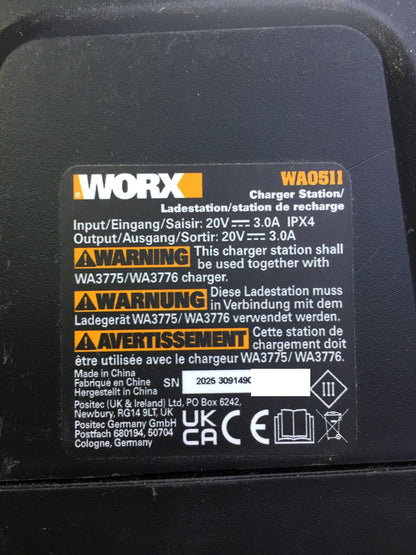 WORX WA0511
Charger Station/
Ladestation/station de recharge
Input/Eingang/Saisir: 20V 3.0A IPX4
Output/Ausgang/Sortir: 20V 3.0A
WARNING This charger station shall
be used together with
WA3775/WA3776 charger.
WARNUNG Diese Ladestation muss
in Verbindung mit dem
Ladegerät WA3775/ WA3776 verwendet werden.
AVERTISSEMENT Cette station de
chargement doit
être utilisée avec le chargeur WA3775/ WA3776.
Made in China
Fabriqué en Chine
Hergestellt in China
SN 2025 3091490
Positec (UK & Ireland) Ltd, PO Box 6242,
Newbury, RG14 9LT, UK
Positec Germany GmbH
Postfach 680194, 50704
Cologne, Germany
UK
CA CE
III